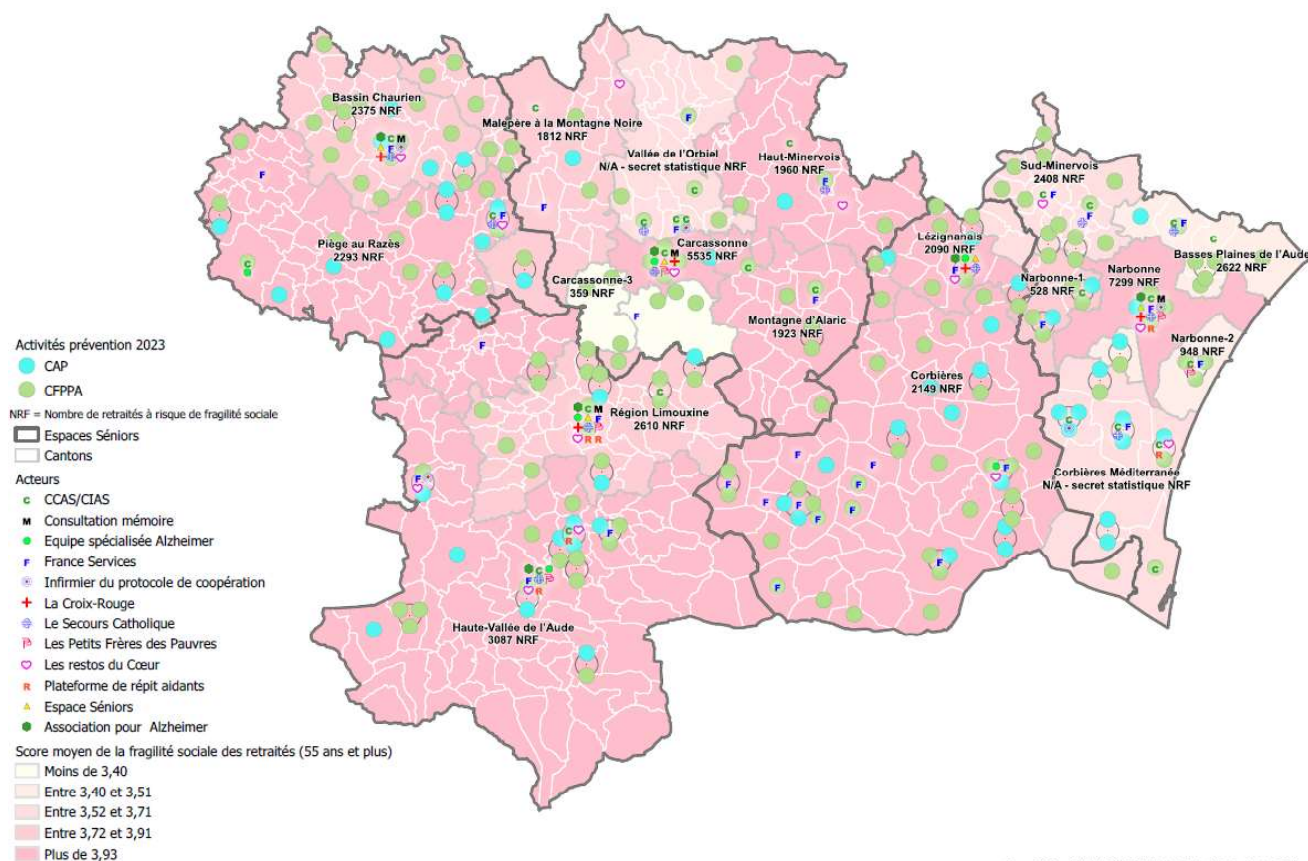 Bassin Chaurien
2375 NRF
Malepère à la Montagne Noire
1812 NRF
Vallée de l'Orbiel
N/A - secret statistique NRF
Haut-Minervois
1960 NRF
Sud-Minervois
2408 NRF
Piège au Razès
2293 NRF
Carcassonne
5535 NRF
Lézignanais
2090 NRF
Basses Plaines de l'Aude
2622 NRF
Narbonne-1
528 NRF
Narbonne
7299 NRF
Carcassonne-3
359 NRF
Montagne d'Alaric
1923 NRF
Narbonne-2
948 NRF
Corbières
2149 NRF
Région Limouxine
2610 NRF
Corbières Méditerranée
N/A - secret statistique NRF
Haute-Vallée de l'Aude
3087 NRF
Activités prévention 2023
CAP
CFPPA
NRF = Nombre de retraités à risque de fragilité sociale
Espaces Séniors
Cantons
Acteurs
C CCAS/CIAS
M Consultation mémoire
Equipe spécialisée Alzheimer
F France Services
Infirmier du protocole de coopération
La Croix-Rouge
Le Secours Catholique
Les Petits Frères des Pauvres
Les restos du Cœur
R Plateforme de répit aidants
Espace Séniors
Association pour Alzheimer
Score moyen de la fragilité sociale des retraités (55 ans et plus)
Moins de 3,40
Entre 3,40 et 3,51
Entre 3,52 et 3,71
Entre 3,72 et 3,91
Plus de 3,93